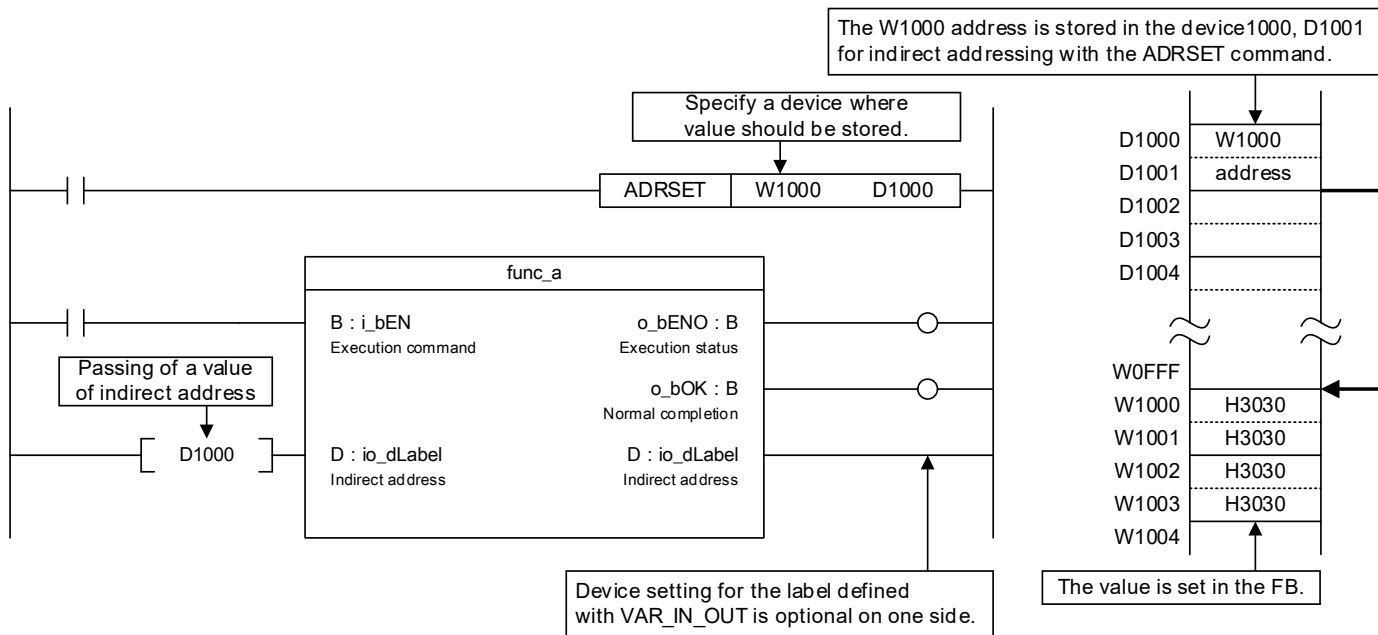 The W1000 address is stored in the device1000, D1001
for indirect addressing with the ADRSET command.
Specify a device where
value should be stored.
ADRSET W1000 D1000
func_a
B : i_bEN o_bENO : B
Execution command Execution status
Passing of a value
of indirect address
o_bOK : B
Normal completion
D1000 D : io_dLabel D : io_dLabel
Indirect address Indirect address
Device setting for the label defined
with VAR_IN_OUT is optional on one side.
D1000 W1000
D1001 address
D1002
D1003
D1004
W0FFF
W1000 H3030
W1001 H3030
W1002 H3030
W1003 H3030
W1004
The value is set in the FB.